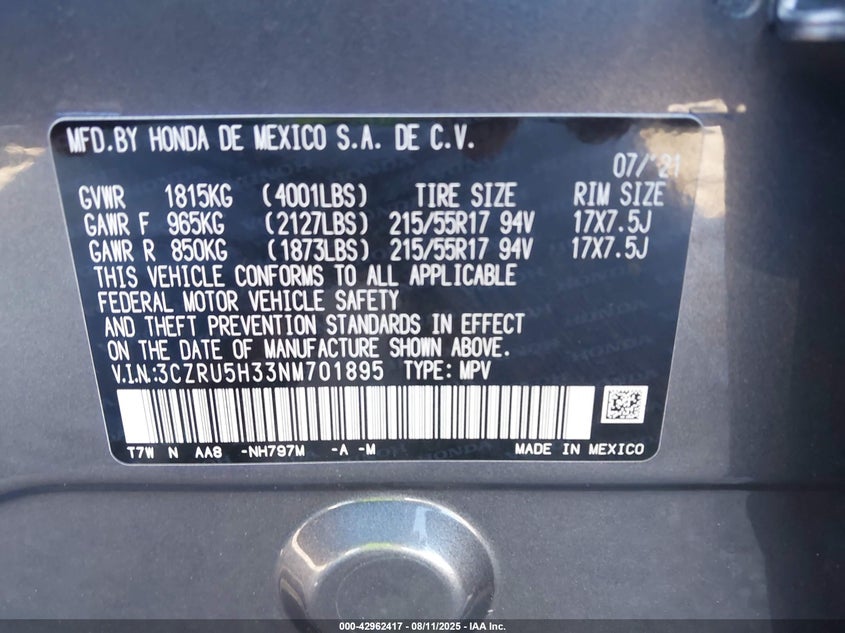 MFD.BY HONDA DE MEXICO S.A. DE C.V.
07/'21
GVWR 1815KG (4001LBS) TIRE SIZE RIM SIZE
GAWR F 965KG (2127LBS) 215/55R17 94V 17X7.5J
GAWR R 850KG (1873LBS) 215/55R17 94V 17X7.5J
THIS VEHICLE CONFORMS TO ALL APPLICABLE
FEDERAL MOTOR VEHICLE SAFETY
AND THEFT PREVENTION STANDARDS IN EFFECT
ON THE DATE OF MANUFACTURE SHOWN ABOVE.
V.I.N.:3CZRU5H33NM701895 TYPE: MPV
T7W N AA8 -NH797M -A -M MADE IN MEXICO
000-42962417 - 08/11/2025 - IAA Inc.